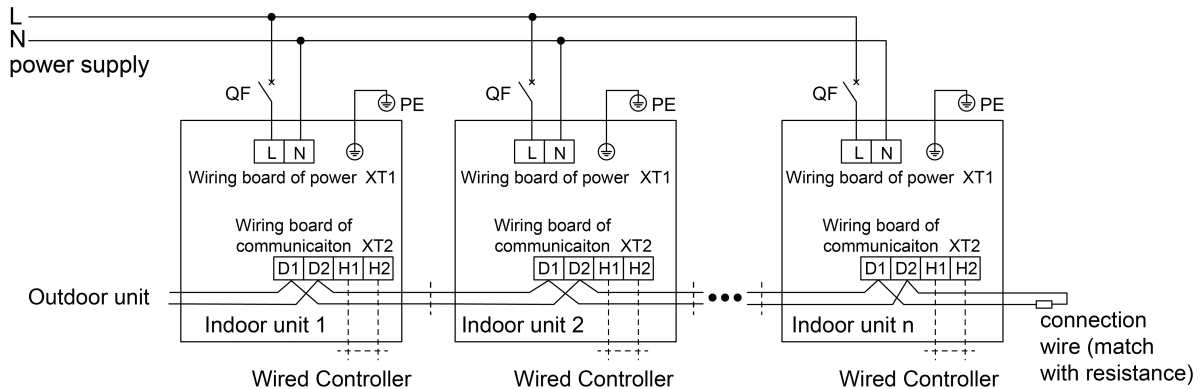 L
N
power supply
QF
PE
QF
PE
QF
PE
L N
L N
L N
Wiring board of power XT1
Wiring board of power XT1
Wiring board of power XT1
Wiring board of
communicaiton XT2
Wiring board of
communicaiton XT2
Wiring board of
communicaiton XT2
D1 D2 H1 H2
D1 D2 H1 H2
D1 D2 H1 H2
Outdoor unit
Indoor unit 1
Indoor unit 2
Indoor unit n
connection
wire (match
with resistance)
Wired Controller
Wired Controller
Wired Controller